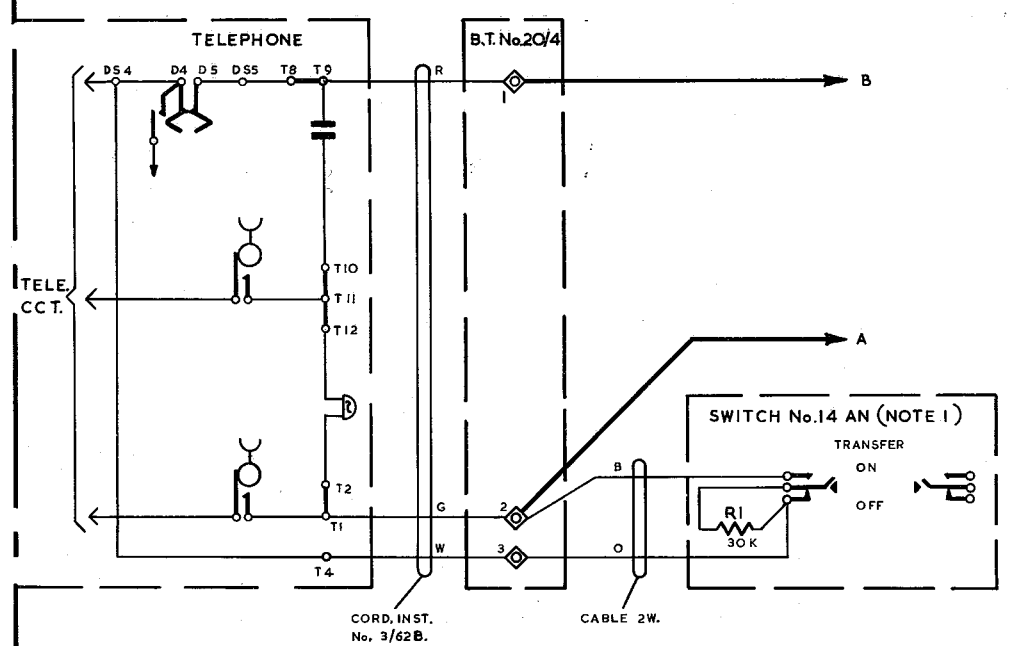 TELEPHONE
B.T. No.20/4
DS4
D4
D5
DS5
T8
T9
R
1
B
T10
TELE.
CCT.
T11
T12
A
SWITCH No.14 AN (NOTE 1)
TRANSFER
ON
OFF
B
T2
G
2
R1
30K
T1
W
3
O
T4
CORD, INST.
No. 3/62B.
CABLE 2W.